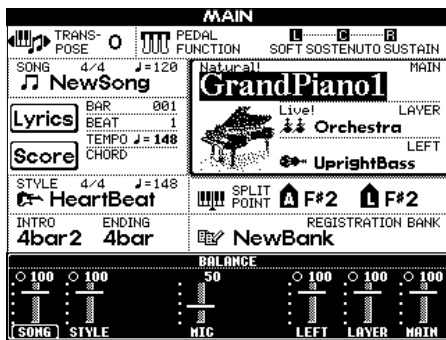 MAIN
TRANS-
POSE 0
PEDAL
FUNCTION
L C R
SOFT SOSTENUTO SUSTAIN
SONG 4/4 ♩=120
NewSong
Natural! MAIN
GrandPiano1
Lyrics
BAR 001
BEAT 1
Live! LAYER
Orchestra
Score
TEMPO ♩=148
CHORD
LEFT
UprightBass
STYLE 4/4 ♩=148
HeartBeat
SPLIT
POINT A F#2 L F#2
INTRO ENDING
4bar2 4bar
REGISTRATION BANK
NewBank
BALANCE
100 100 50 100 100 100
SONG STYLE MIC LEFT LAYER MAIN